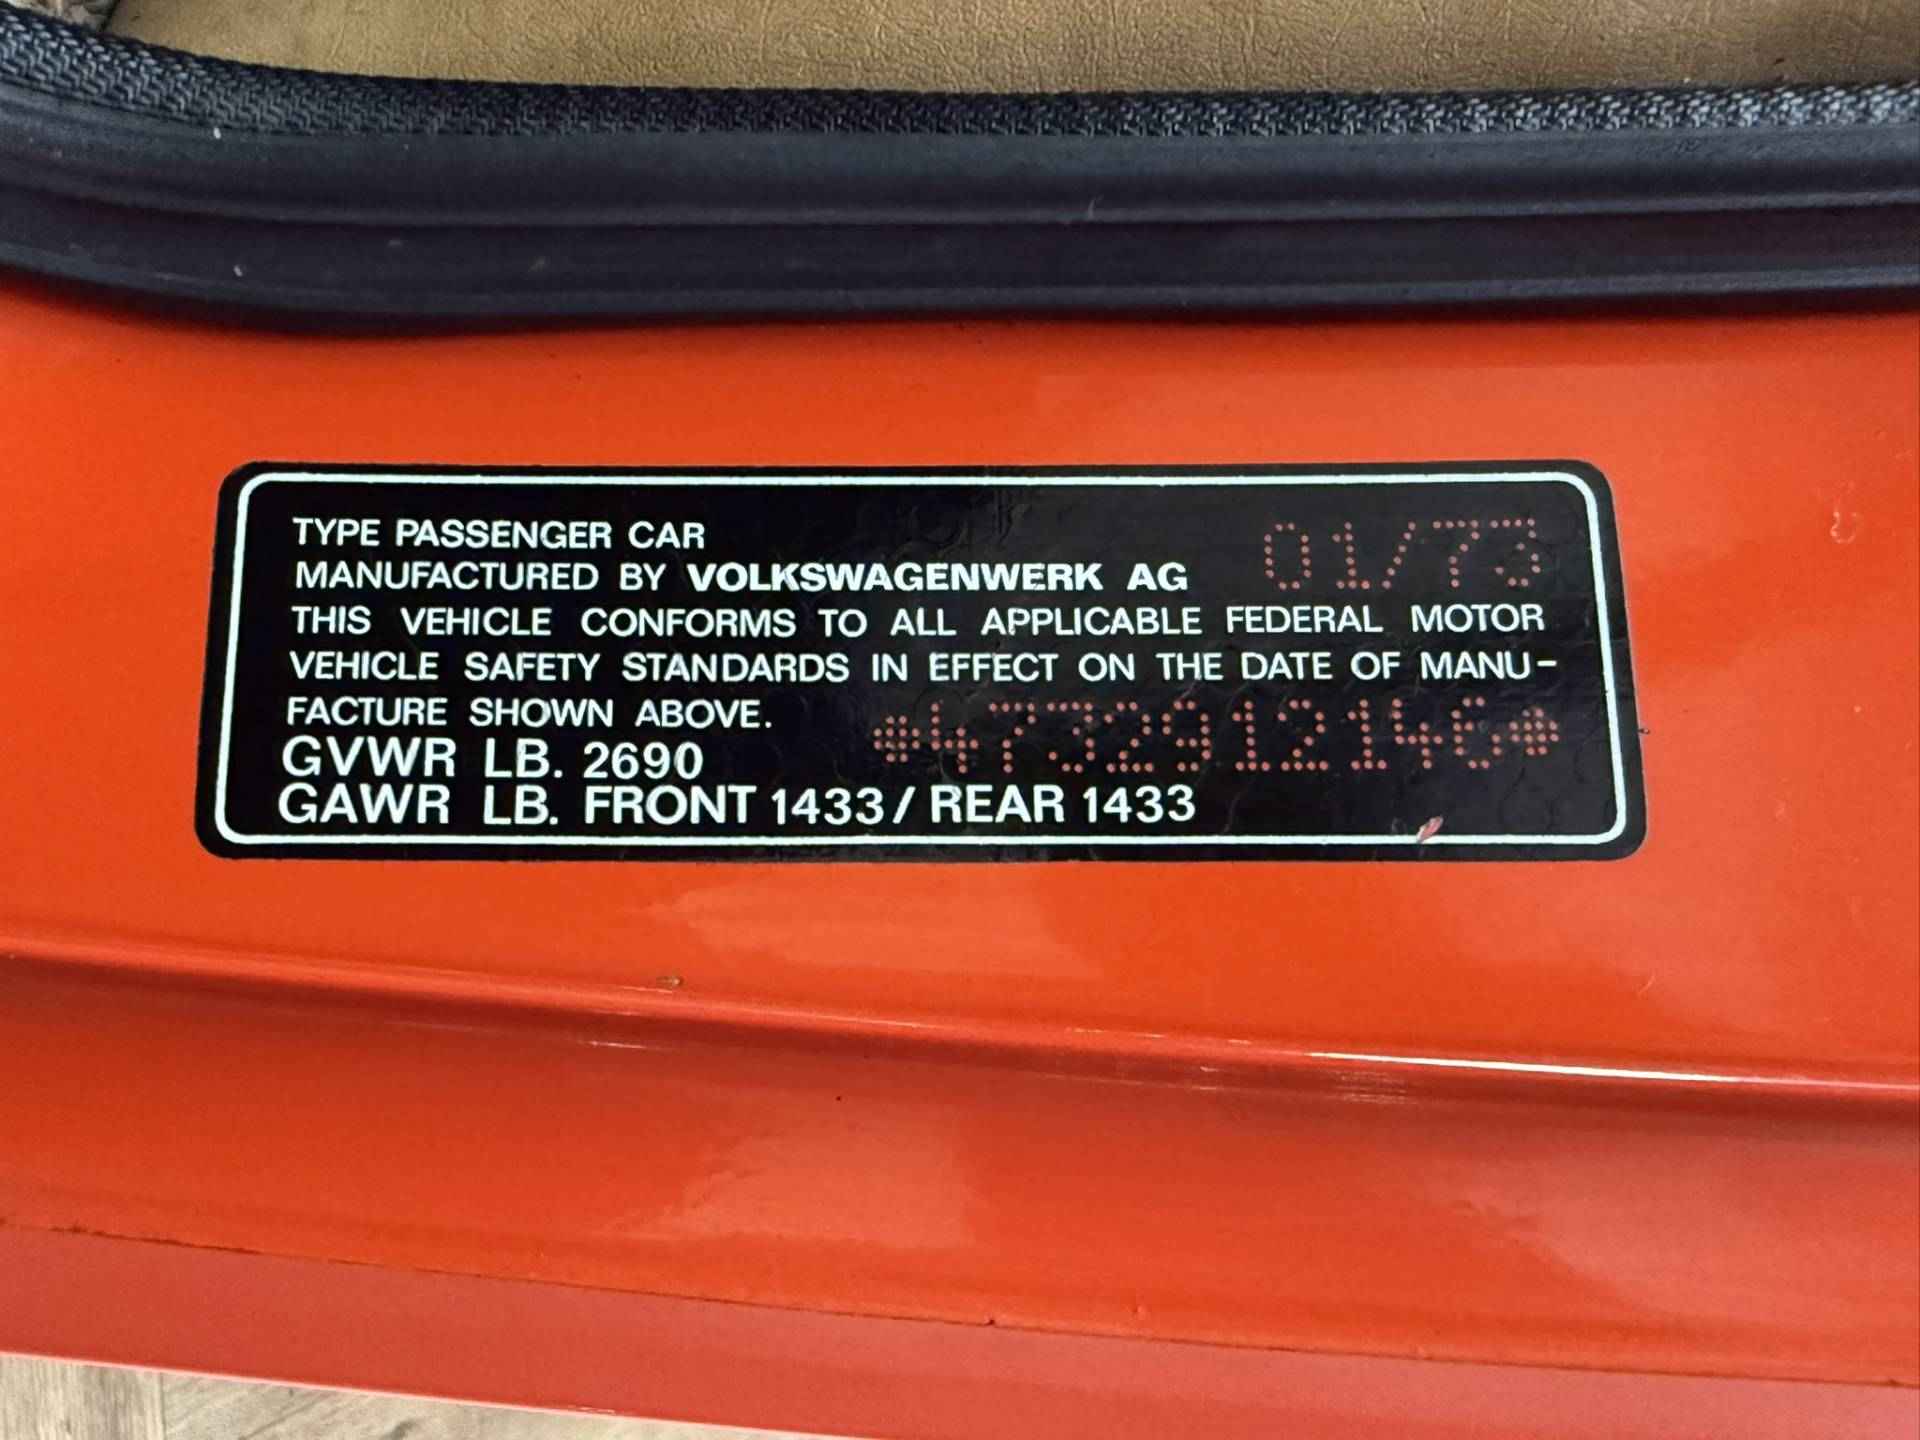 TYPE PASSENGER CAR
01/73
MANUFACTURED BY VOLKSWAGENWERK AG
THIS VEHICLE CONFORMS TO ALL APPLICABLE FEDERAL MOTOR
VEHICLE SAFETY STANDARDS IN EFFECT ON THE DATE OF MANU-
FACTURE SHOWN ABOVE.
*4732912146*
GVWR LB. 2690
GAWR LB. FRONT 1433/ REAR 1433